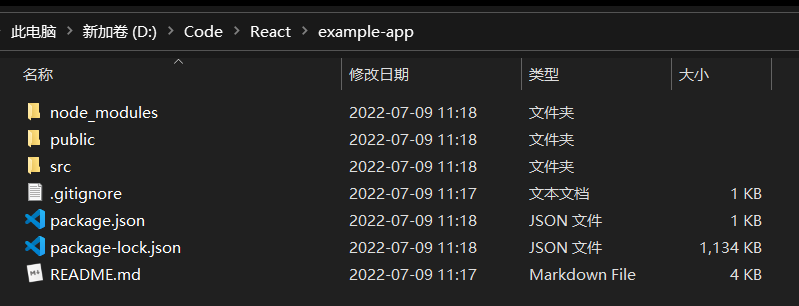 此电脑 > 新加卷 (D:) > Code > React > example-app
名称 修改日期 类型 大小
node_modules 2022-07-09 11:18 文件夹
public 2022-07-09 11:18 文件夹
src 2022-07-09 11:18 文件夹
.gitignore 2022-07-09 11:17 文本文档 1 KB
package.json 2022-07-09 11:18 JSON 文件 1 KB
package-lock.json 2022-07-09 11:18 JSON 文件 1,134 KB
README.md 2022-07-09 11:17 Markdown File 4 KB